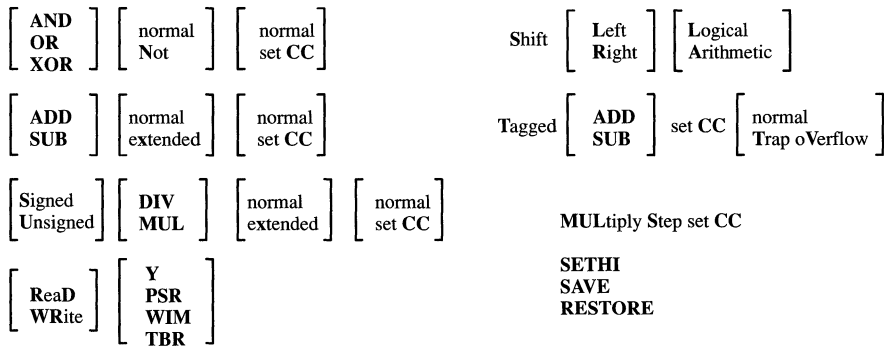 AND normal normal
OR Not set CC
XOR
Shift Left Logical
Right Arithmetic
ADD normal normal
SUB extended set CC
Tagged ADD set CC normal
SUB Trap oVerflow
Signed DIV normal normal
Unsigned MUL extended set CC
MULtiply Step set CC
ReaD Y
WRite PSR
WIM
TBR
SETHI
SAVE
RESTORE